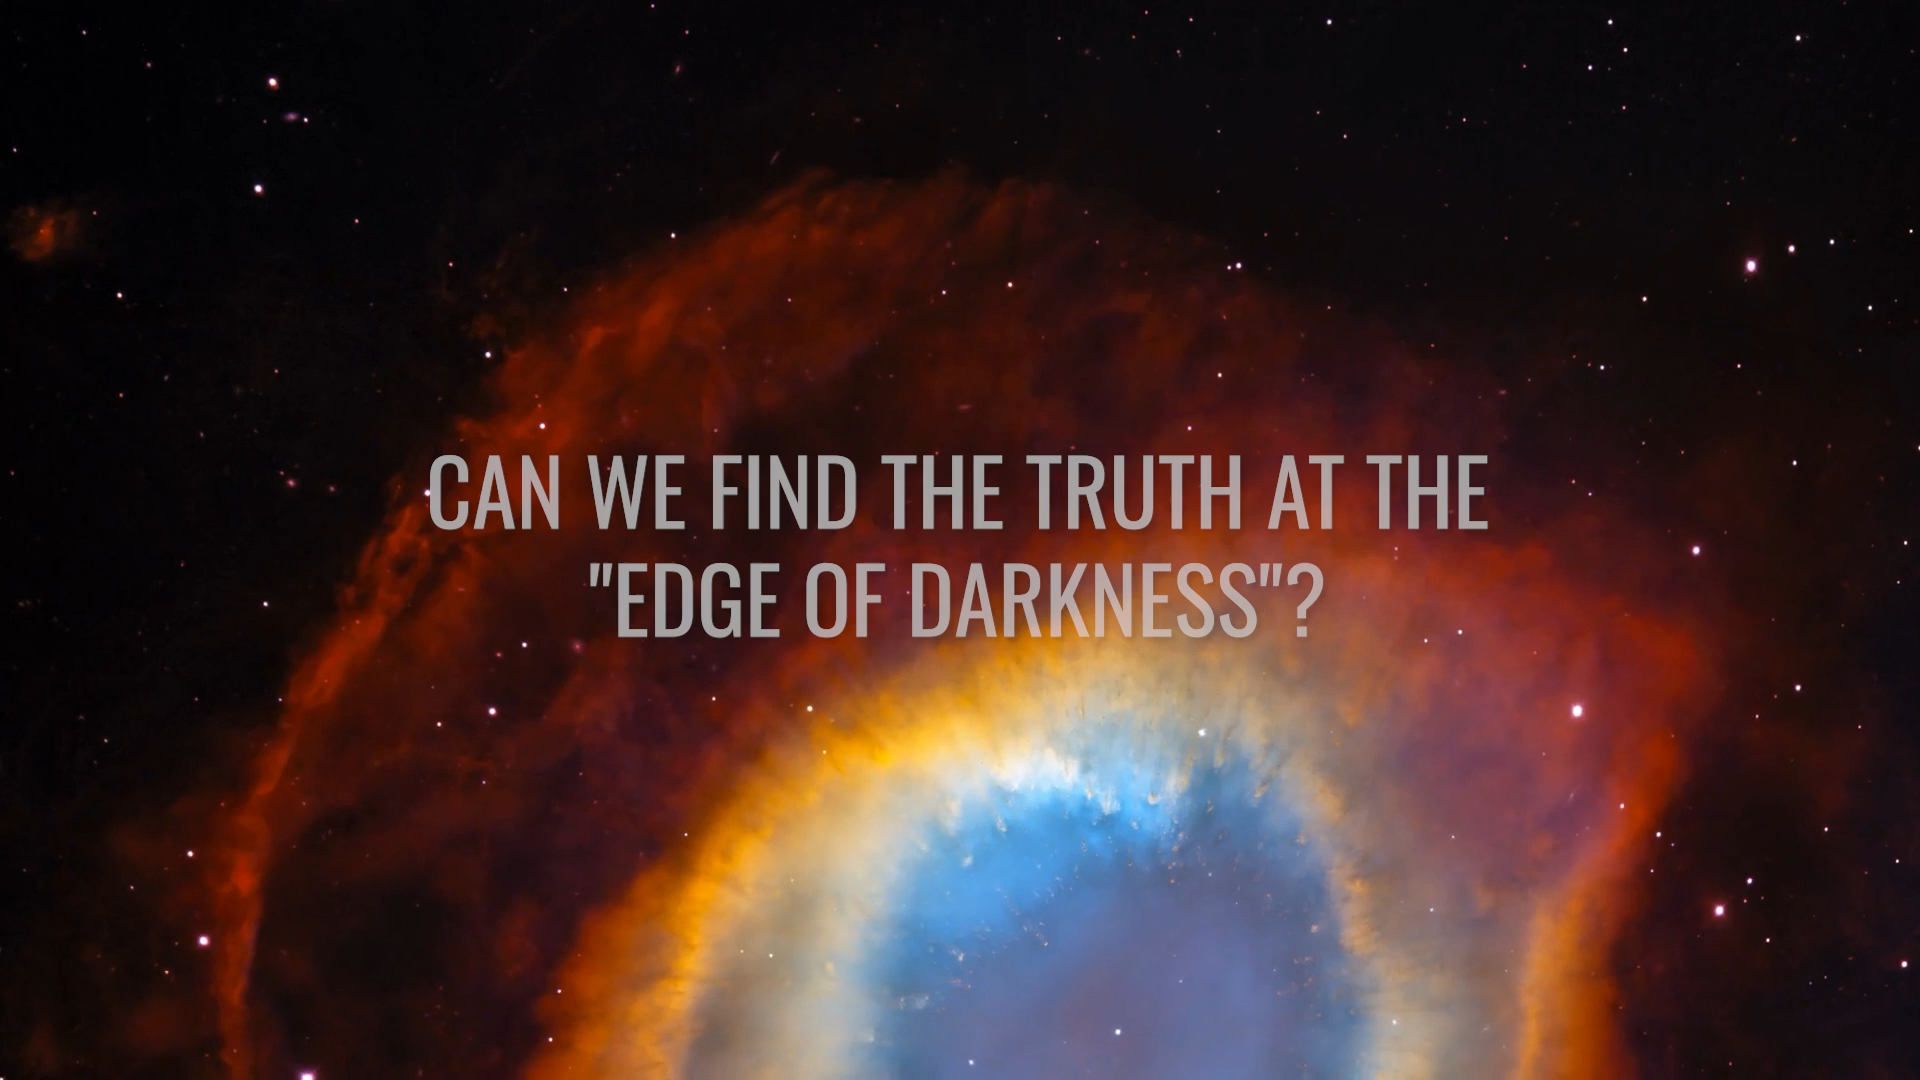 CAN WE FIND THE TRUTH AT THE
"EDGE OF DARKNESS"?